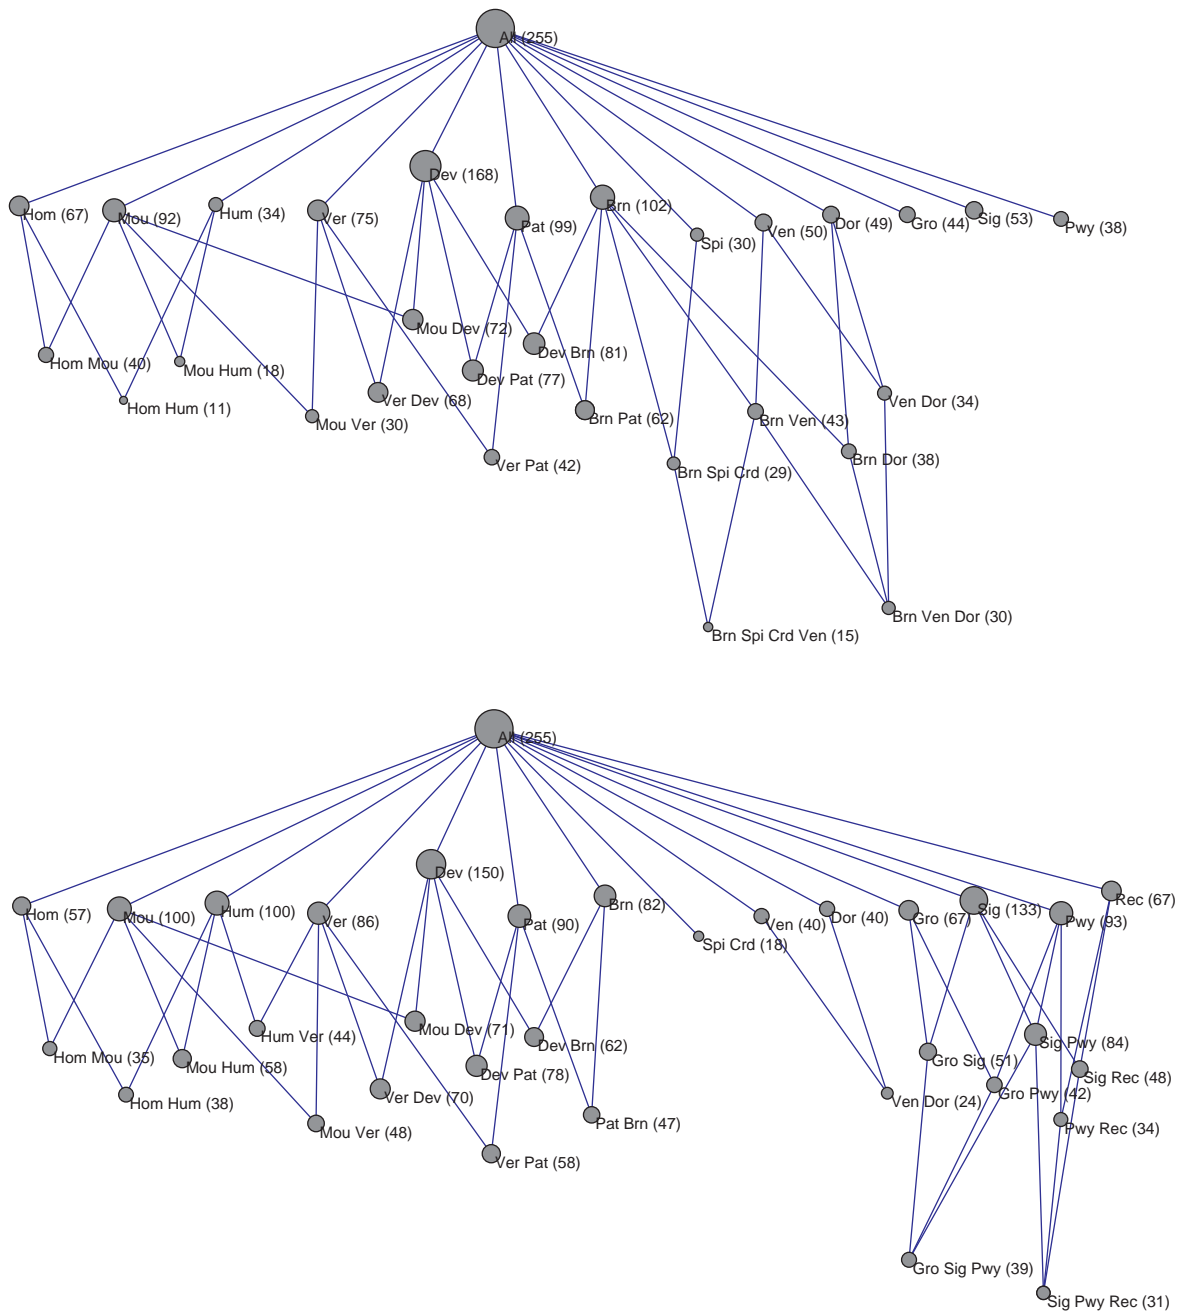 All (255)
Dev (168)
Hom (67)
Mou (92)
Hum (34)
Ver (75)
Pat (99)
Brn (102)
Spi (30)
Ven (50)
Dor (49)
Gro (44)
Sig (53)
Pwy (38)
Mou Dev (72)
Dev Brn (81)
Hom Mou (40)
Mou Hum (18)
Dev Pat (77)
Hom Hum (11)
Ver Dev (68)
Ven Dor (34)
Mou Ver (30)
Brn Pat (62)
Brn Ven (43)
Ver Pat (42)
Brn Spi Crd (29)
Brn Dor (38)
Brn Ven Dor (30)
Brn Spi Crd Ven (15)
All (255)
Dev (150)
Hom (57)
Mou (100)
Hum (100)
Ver (86)
Pat (90)
Brn (82)
Spi Crd (18)
Ven (40)
Dor (40)
Gro (67)
Sig (133)
Pwy (93)
Rec (67)
Hom Mou (35)
Mou Hum (58)
Hum Ver (44)
Mou Dev (71)
Dev Brn (62)
Sig Pwy (84)
Gro Sig (51)
Dev Pat (78)
Sig Rec (48)
Hom Hum (38)
Ver Dev (70)
Ven Dor (24)
Gro Pwy (42)
Mou Ver (48)
Pat Brn (47)
Pwy Rec (34)
Ver Pat (58)
Gro Sig Pwy (39)
Sig Pwy Rec (31)